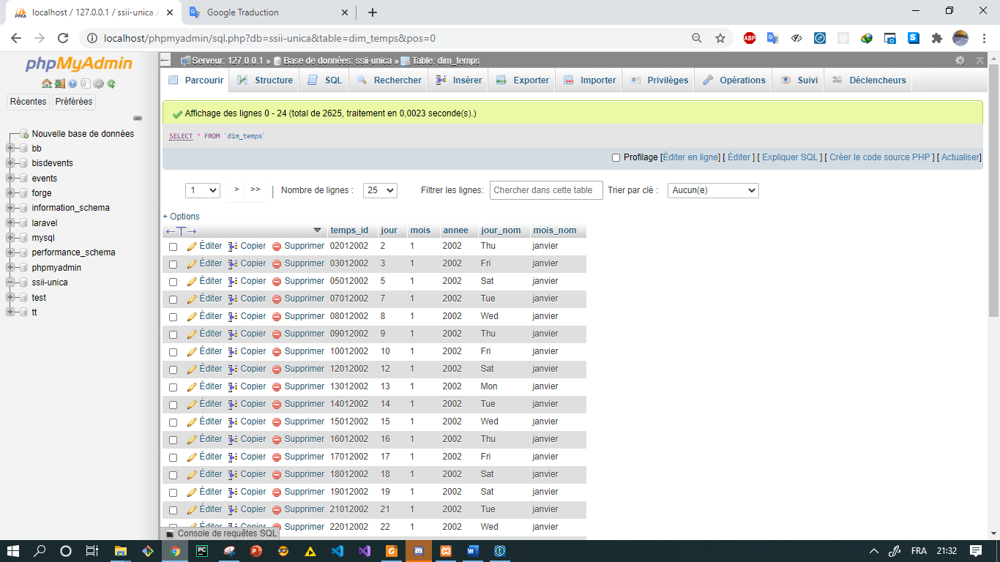 localhost / 127.0.0.1 / ssii-unica /
Google Traduction
localhost/phpmyadmin/sql.php?db=ssii-unica&table=dim_temps&pos=0
phpMyAdmin
Récentes Préférées
Nouvelle base de données
bb
bisdevents
events
forge
information_schema
laravel
mysql
performance_schema
phpmyadmin
ssii-unica
test
tt
Serveur: 127.0.0.1 » Base de données: ssii-unica » Table: dim_temps
Parcourir Structure SQL Rechercher Insérer Exporter Importer Privilèges Opérations Suivi Déclencheurs
Affichage des lignes 0 - 24 (total de 2625, traitement en 0,0023 seconde(s).)
SELECT * FROM `dim_temps`
Profilage [Éditer en ligne] [ Éditer ] [ Expliquer SQL ] [ Créer le code source PHP ] [ Actualiser]
1 > >> | Nombre de lignes : 25 Filtrer les lignes: Chercher dans cette table Trier par clé : Aucun(e)
+ Options
←T→ temps_id jour mois annee jour_nom mois_nom
Éditer Copier Supprimer 02012002 2 1 2002 Thu janvier
Éditer Copier Supprimer 03012002 3 1 2002 Fri janvier
Éditer Copier Supprimer 05012002 5 1 2002 Sat janvier
Éditer Copier Supprimer 07012002 7 1 2002 Tue janvier
Éditer Copier Supprimer 08012002 8 1 2002 Wed janvier
Éditer Copier Supprimer 09012002 9 1 2002 Thu janvier
Éditer Copier Supprimer 10012002 10 1 2002 Fri janvier
Éditer Copier Supprimer 12012002 12 1 2002 Sat janvier
Éditer Copier Supprimer 13012002 13 1 2002 Mon janvier
Éditer Copier Supprimer 14012002 14 1 2002 Tue janvier
Éditer Copier Supprimer 15012002 15 1 2002 Wed janvier
Éditer Copier Supprimer 16012002 16 1 2002 Thu janvier
Éditer Copier Supprimer 17012002 17 1 2002 Fri janvier
Éditer Copier Supprimer 18012002 18 1 2002 Sat janvier
Éditer Copier Supprimer 19012002 19 1 2002 Sat janvier
Éditer Copier Supprimer 21012002 21 1 2002 Tue janvier
Éditer Copier Supprimer 22012002 22 1 2002 Wed janvier
Console de requêtes SQL
FRA 21:32